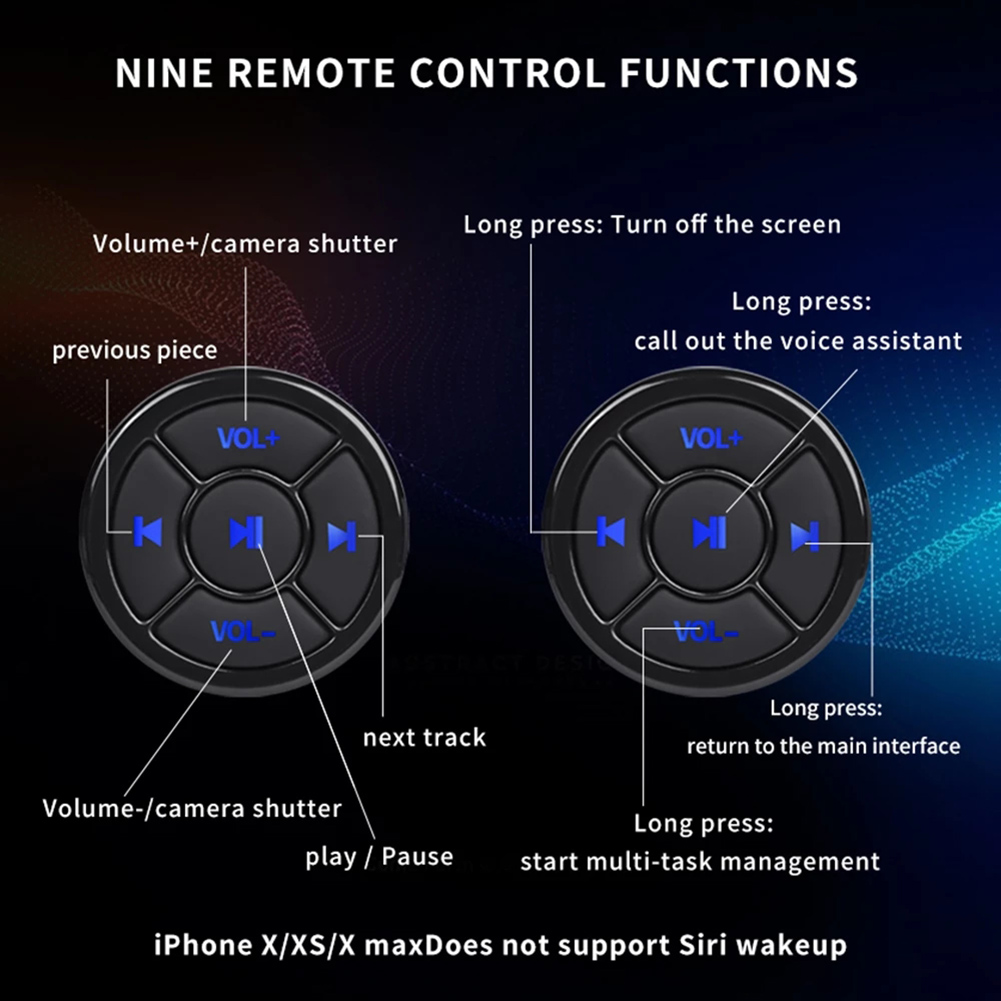 NINE REMOTE CONTROL FUNCTIONS
Long press: Turn off the screen
Volume+/camera shutter
Long press:
call out the voice assistant
previous piece
VOL+
VOL+
VOL-
VOL-
Long press:
return to the main interface
next track
Volume-/camera shutter
Long press:
start multi-task management
play / Pause
iPhone X/XS/X maxDoes not support Siri wakeup